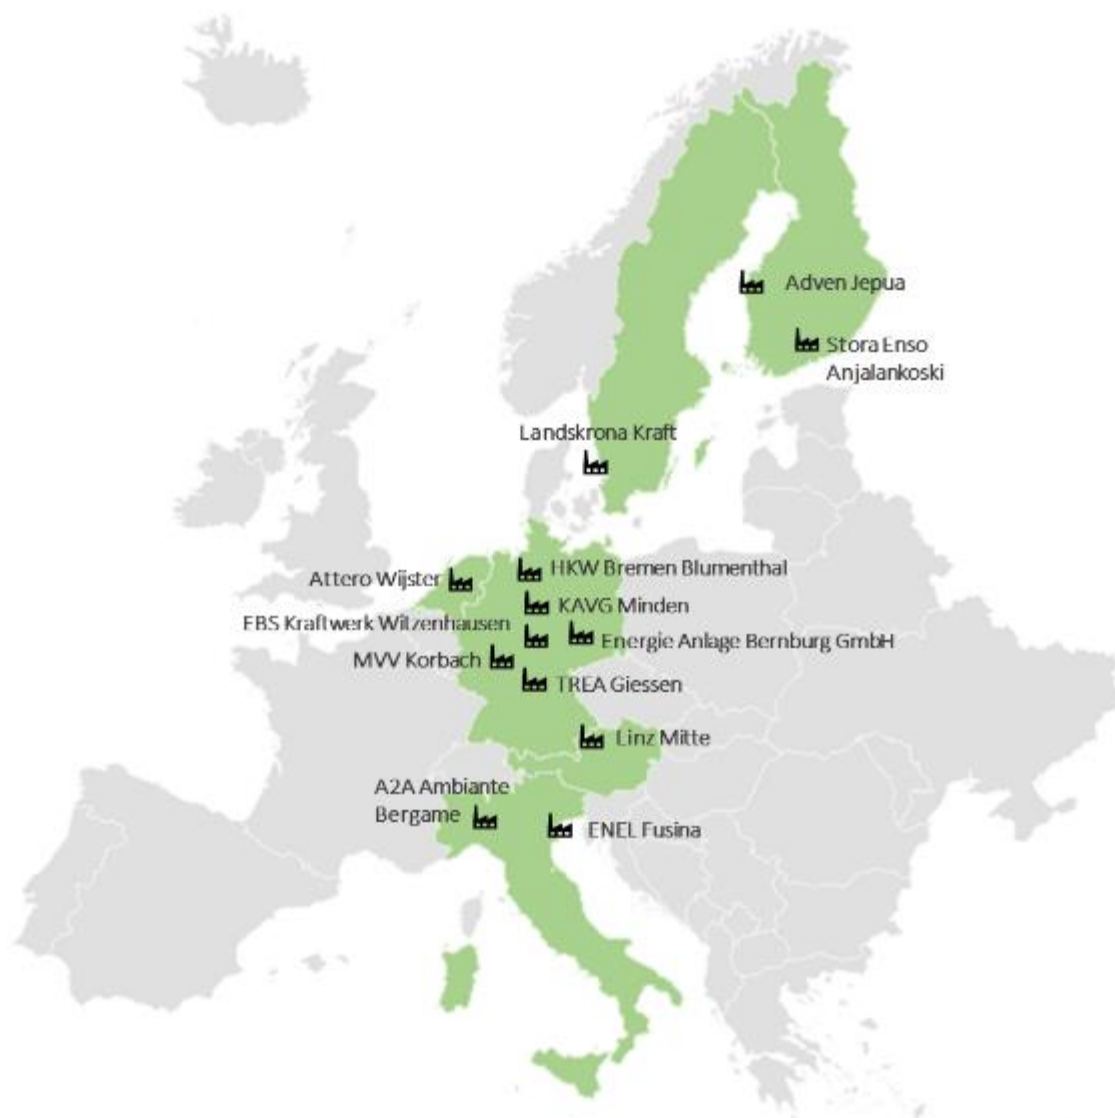 Adven Jepua
Stora Enso
Anjalankoski
Landskrona Kraft
HKW Bremen Blumenthal
Attero Wijster
KAVG Minden
EBS Kraftwerk Witzenhausen
Energie Anlage Bernburg GmbH
MVV Korbach
TREA Giessen
Linz Mitte
A2A Ambiante
Bergame
ENEL Fusina